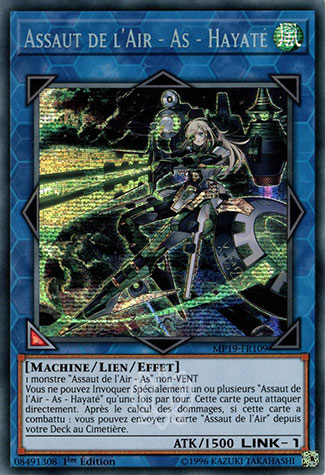 Assaut de l'Air - As - Hayaté
MP19-FR109
[Machine/Lien/Effet]
1 monstre "Assaut de l'Air - As" non-VENT
Vous ne pouvez Invoquer Spécialement un ou plusieurs "Assaut de
l'Air - As - Hayaté" qu'une fois par tour. Cette carte peut attaquer
directement. Après le calcul des dommages, si cette carte a
combattu : vous pouvez envoyer 1 carte "Assaut de l'Air" depuis
votre Deck au Cimetière.
ATK/1500 LINK-1
08491308 1st Edition ©1996 KAZUKI TAKAHASHI